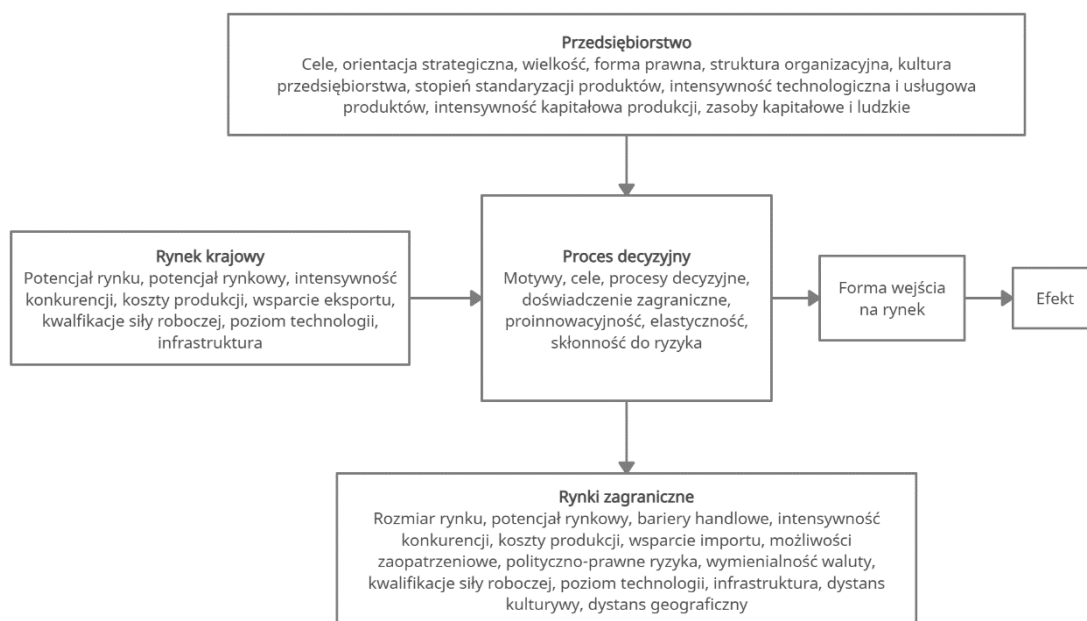 Przedsiębiorstwo
Cele, orientacja strategiczna, wielkość, forma prawna, struktura organizacyjna, kultura
przedsiębiorstwa, stopień standaryzacji produktów, intensywność technologiczna i usługowa
produktów, intensywność kapitałowa produkcji, zasoby kapitałowe i ludzkie
Rynek krajowy
Potencjał rynku, potencjał rynkowy, intensywność
konkurencji, koszty produkcji, wsparcie eksportu,
kwalfikacje siły roboczej, poziom technologii,
infrastruktura
Proces decyzyjny
Motywy, cele, procesy decyzyjne,
doświadczenie zagraniczne,
proinnowacyjność, elastyczność,
skłonność do ryzyka
Forma wejścia
na rynek
Efekt
Rynki zagraniczne
Rozmiar rynku, potencjał rynkowy, bariery handlowe, intensywność
konkurencji, koszty produkcji, wsparcie importu, możliwości
zaopatrzeniowe, polityczno-prawne ryzyka, wymienialność waluty,
kwalifikacje siły roboczej, poziom technologii, infrastruktura, dystans
kulturywy, dystans geograficzny